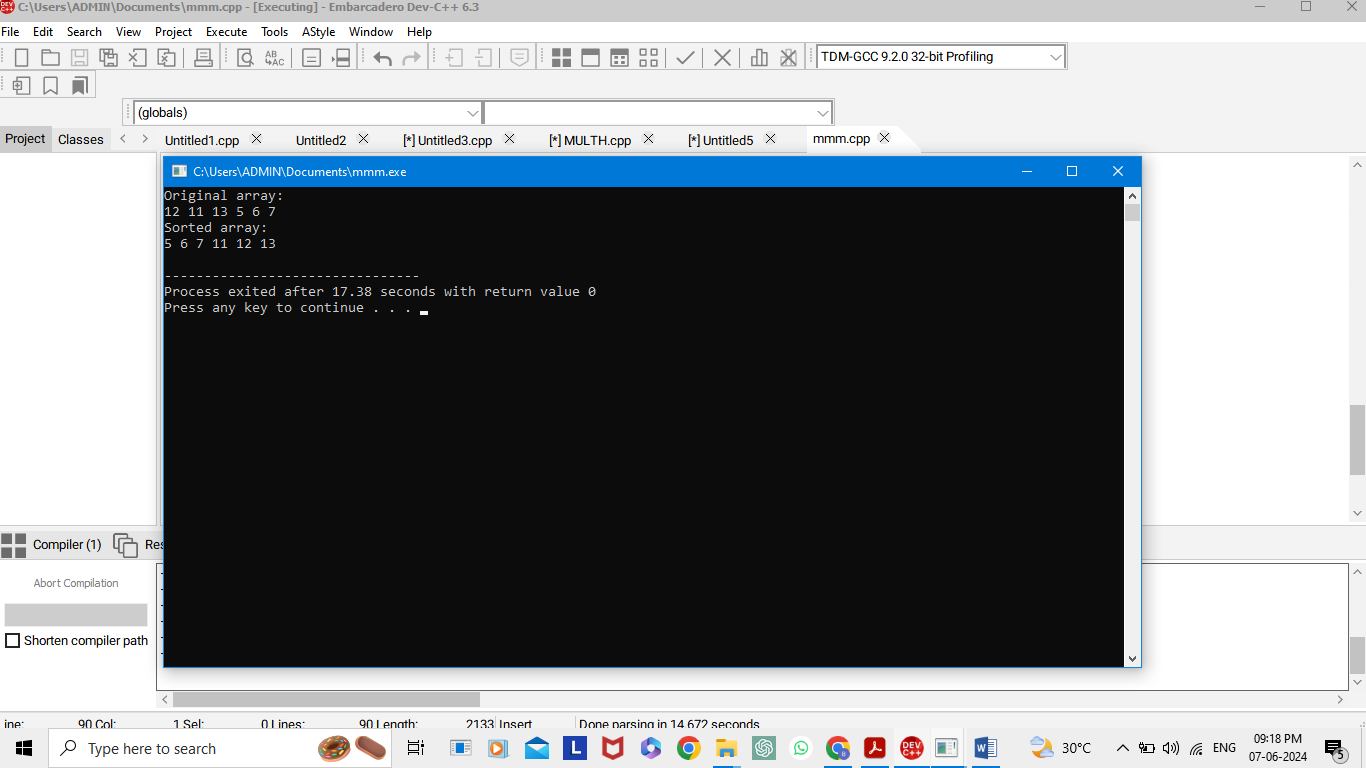 C:\Users\ADMIN\Documents\mmm.cpp - [Executing] - Embarcadero Dev-C++ 6.3
File Edit Search View Project Execute Tools AStyle Window Help
TDM-GCC 9.2.0 32-bit Profiling
(globals)
Project Classes Untitled1.cpp Untitled2 [*] Untitled3.cpp [*] MULTH.cpp [*] Untitled5 mmm.cpp
C:\Users\ADMIN\Documents\mmm.exe
Original array:
12 11 13 5 6 7
Sorted array:
5 6 7 11 12 13
--------------------------------
Process exited after 17.38 seconds with return value 0
Press any key to continue . . .
Compiler (1) Res
Abort Compilation
Shorten compiler path
ine: 90 Col: 1 Sel: 0 Lines: 90 Length: 2133 Insert Done parsing in 14.672 seconds
Type here to search 30°C ENG 09:18 PM
07-06-2024
5